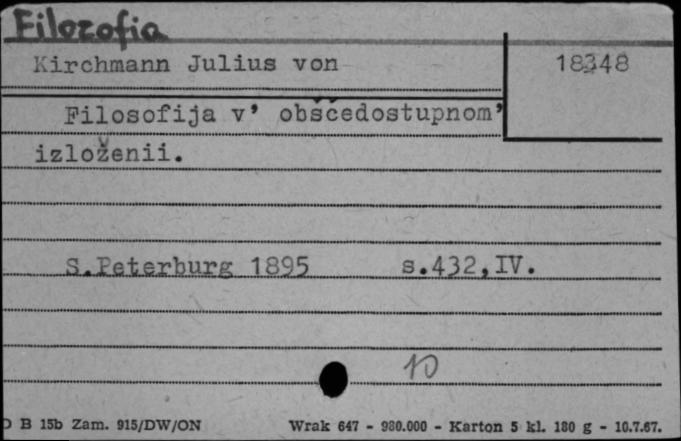 Filozofia
Kirchmann Julius von
18348
Filosofija v' obščedostupnom'
izloženii.
S.Peterburg 1895 s.432,IV.
10
D B 15b Zam. 915/DW/ON Wrak 647 - 980.000 - Karton 5 kl. 180 g - 10.7.67.